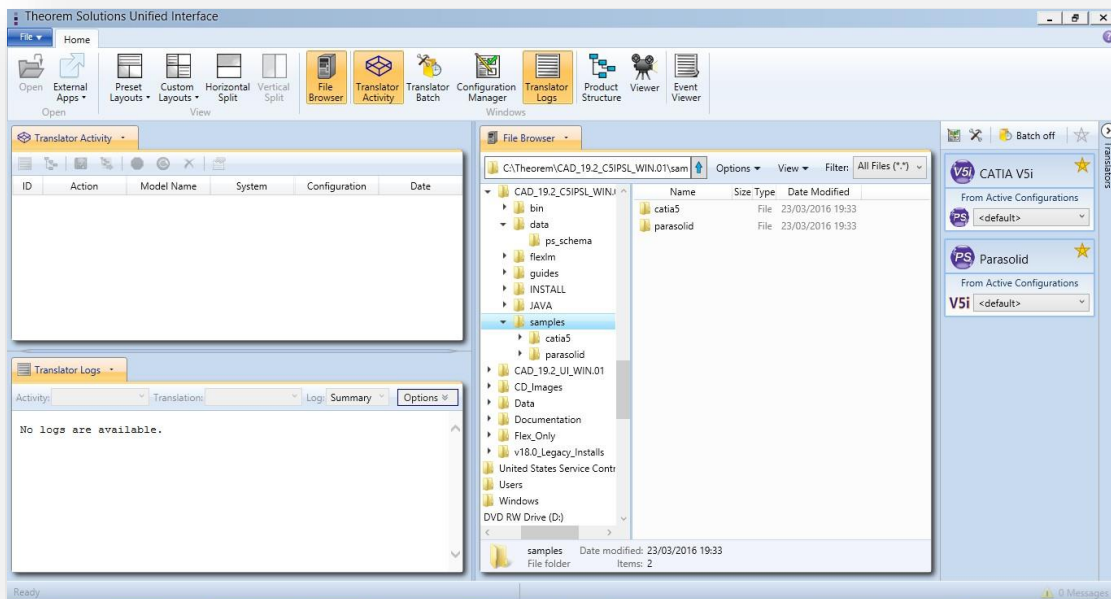 Theorem Solutions Unified Interface
File Home
Open External Apps Preset Layouts Custom Layouts Horizontal Split Vertical Split File Browser Translator Activity Translator Batch Configuration Manager Translator Logs Product Structure Viewer Event Viewer
Open View Windows
Translator Activity
ID Action Model Name System Configuration Date
Translator Logs
Activity: Translation: Log: Summary Options
No logs are available.
File Browser
C:\Theorem\CAD_19.2_C5IPSL_WIN.01\sam Options View Filter: All Files (*.*)
CAD_19.2_C5IPSL_WIN.
bin
data
ps_schema
flexlm
guides
INSTALL
JAVA
samples
catia5
parasolid
CAD_19.2_UI_WIN.01
CD_Images
Data
Documentation
Flex_Only
v18.0_Legacy_Installs
United States Service Contr
Users
Windows
DVD RW Drive (D:)
Name Size Type Date Modified
catia5 File 23/03/2016 19:33
parasolid File 23/03/2016 19:33
samples Date modified: 23/03/2016 19:33
File folder Items: 2
Batch off
Translators
V5i CATIA V5i
From Active Configurations
PS <default>
PS Parasolid
From Active Configurations
V5i <default>
Ready 0 Messages